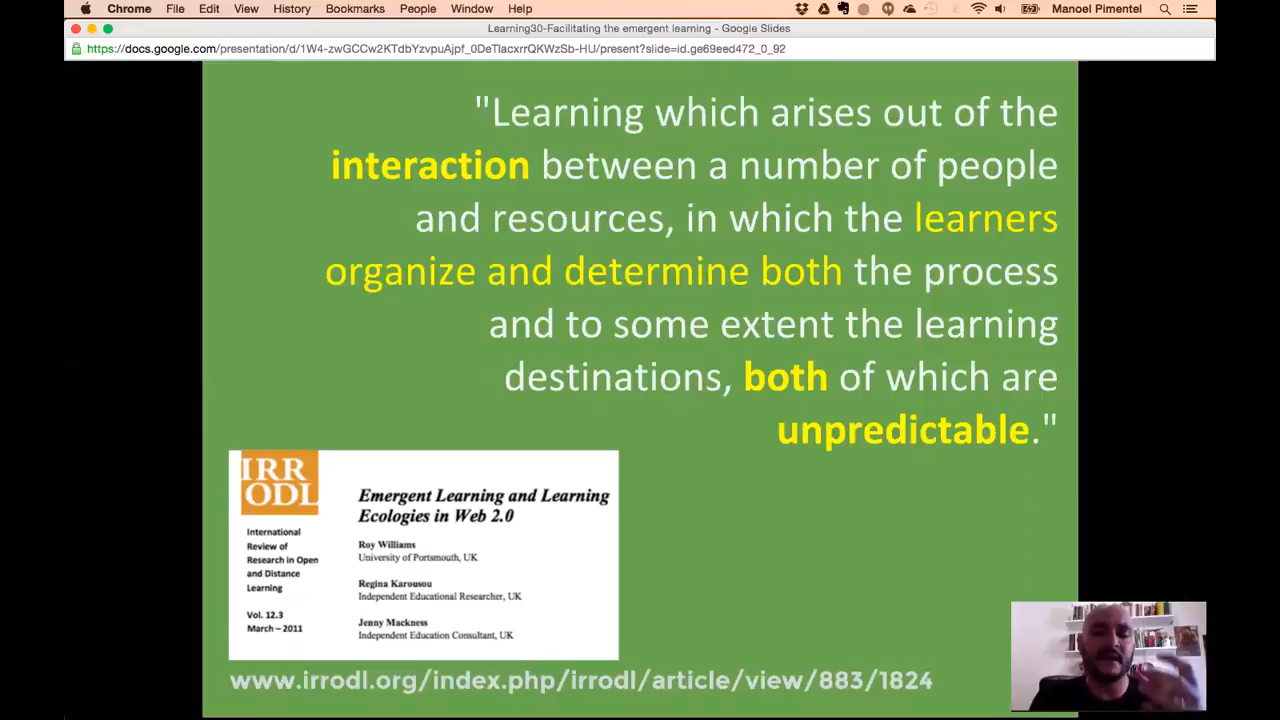 Chrome File Edit View History Bookmarks People Window Help Manoel Pimentel
Learning30-Facilitating the emergent learning - Google Slides
https://docs.google.com/presentation/d/1W4-zwGCCw2KTdbYzvpuAjpf_0DeTlacxrrQKWzSb-HU/present?slide=id.ge69eed472_0_92
"Learning which arises out of the
interaction between a number of people
and resources, in which the learners
organize and determine both the process
and to some extent the learning
destinations, both of which are
unpredictable."
IRR
ODL
International
Review of
Research in Open
and Distance
Learning
Vol. 12.3
March – 2011
Emergent Learning and Learning
Ecologies in Web 2.0
Roy Williams
University of Portsmouth, UK
Regina Karousou
Independent Educational Researcher, UK
Jenny Mackness
Independent Education Consultant, UK
www.irrodl.org/index.php/irrodl/article/view/883/1824